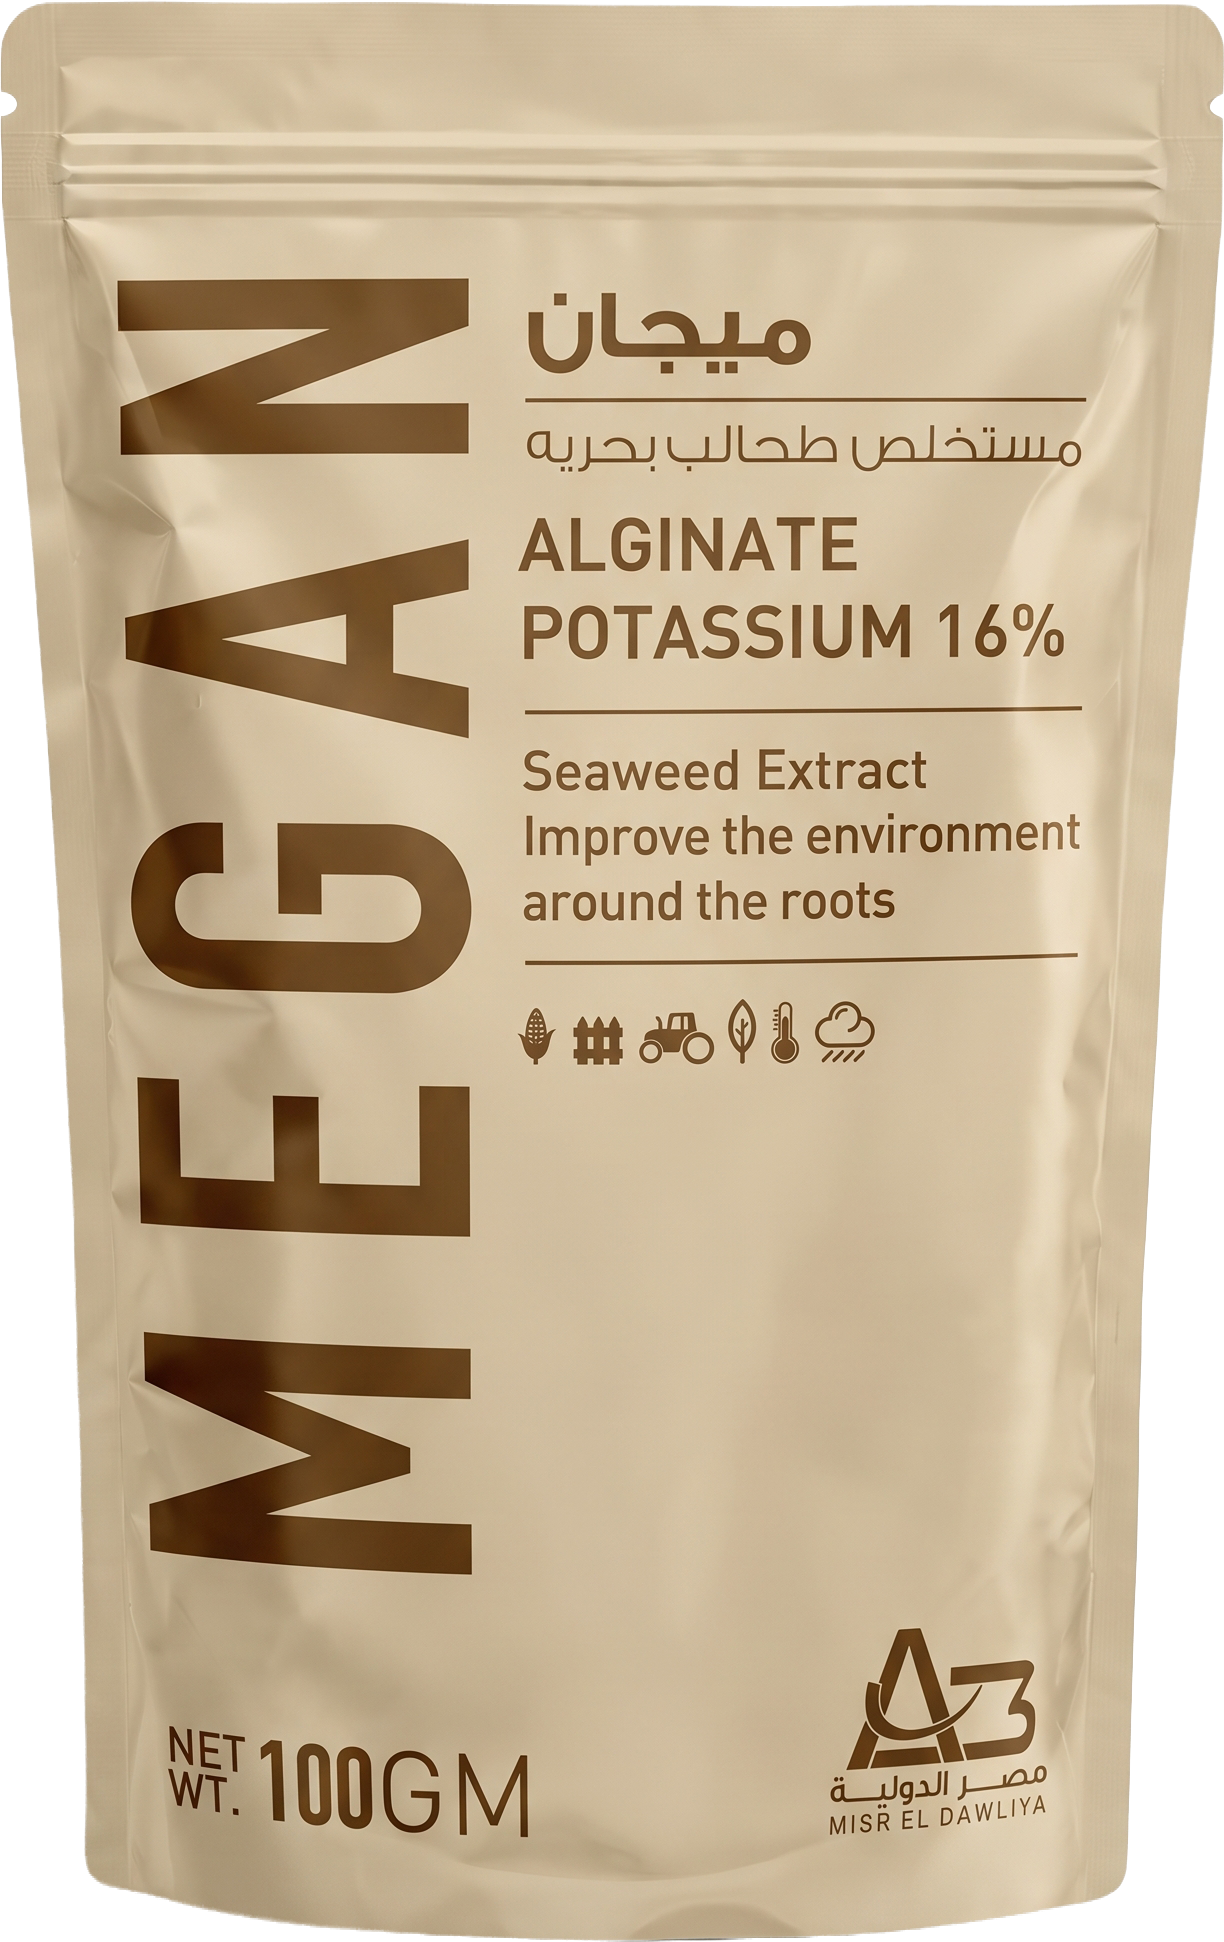 MEGAN
ميجان
مستخلص طحالب بحريه
ALGINATE
POTASSIUM 16%
Seaweed Extract
Improve the environment
around the roots
NET
WT. 100GM
A3
مصر الدولية
MISR EL DAWLIYA